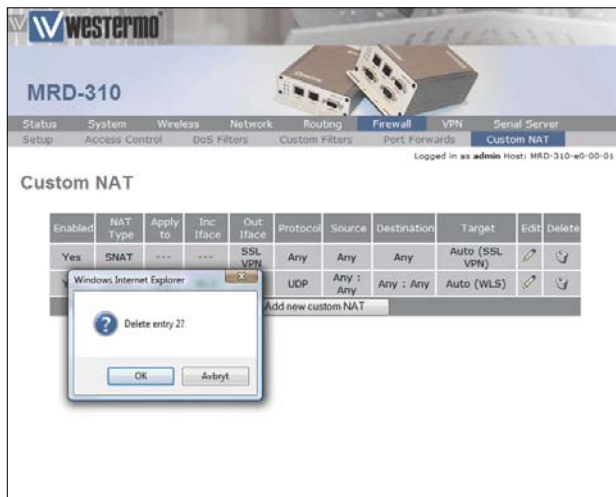 westermo
MRD-310
Status System Wireless Network Routing Firewall VPN Serial Server
Setup Access Control DoS Filters Custom Filters Port Forwards Custom NAT
Logged in as admin Host: MRD-310-e0-00-01
Custom NAT
Enabled NAT Type Apply to Inc Iface Out Iface Protocol Source Destination Target Edit Delete
Yes SNAT --- --- SSL VPN Any Any Any Auto (SSL VPN)
UDP Any : Any Any : Any Auto (WLS)
Add new custom NAT
Windows Internet Explorer
Delete entry 2?
OK Avbryt